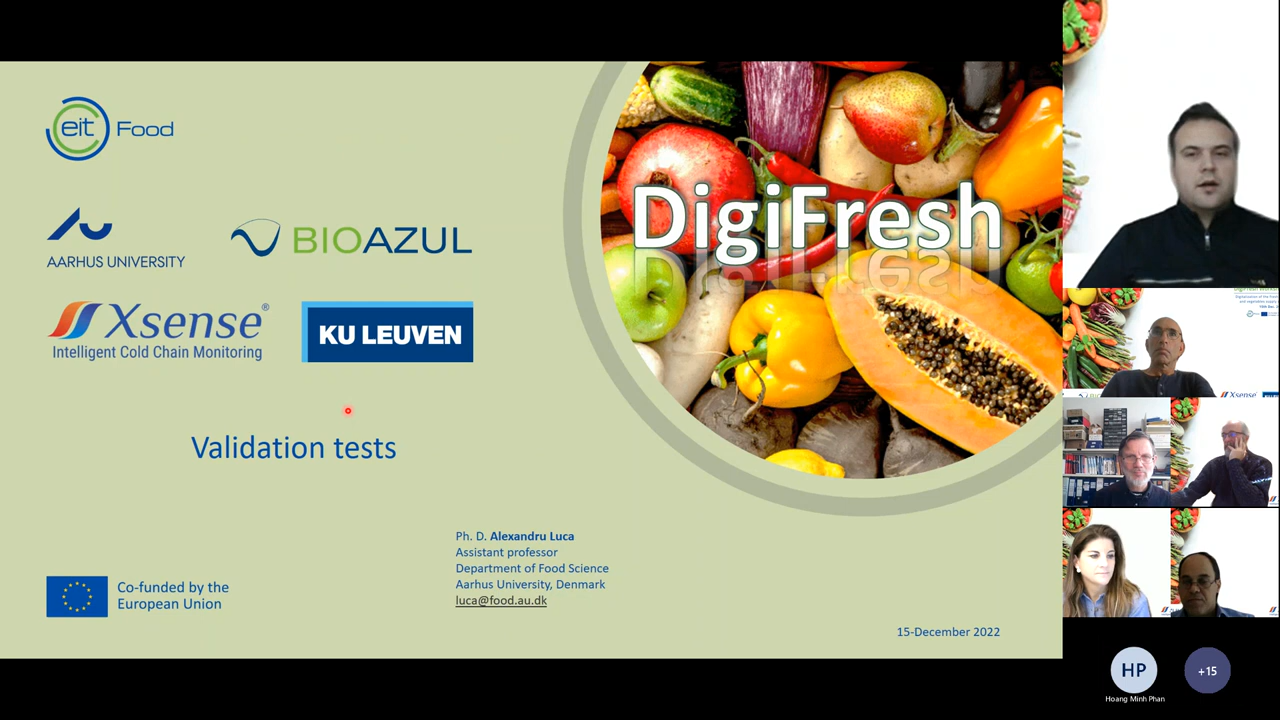 eit Food
AARHUS UNIVERSITY
BIOAZUL
Xsense®
Intelligent Cold Chain Monitoring
KU LEUVEN
DigiFresh
Validation tests
Ph. D. Alexandru Luca
Assistant professor
Department of Food Science
Aarhus University, Denmark
luca@food.au.dk
Co-funded by the
European Union
15-December 2022
Xsense
HP
+15
Hoang Minh Phan